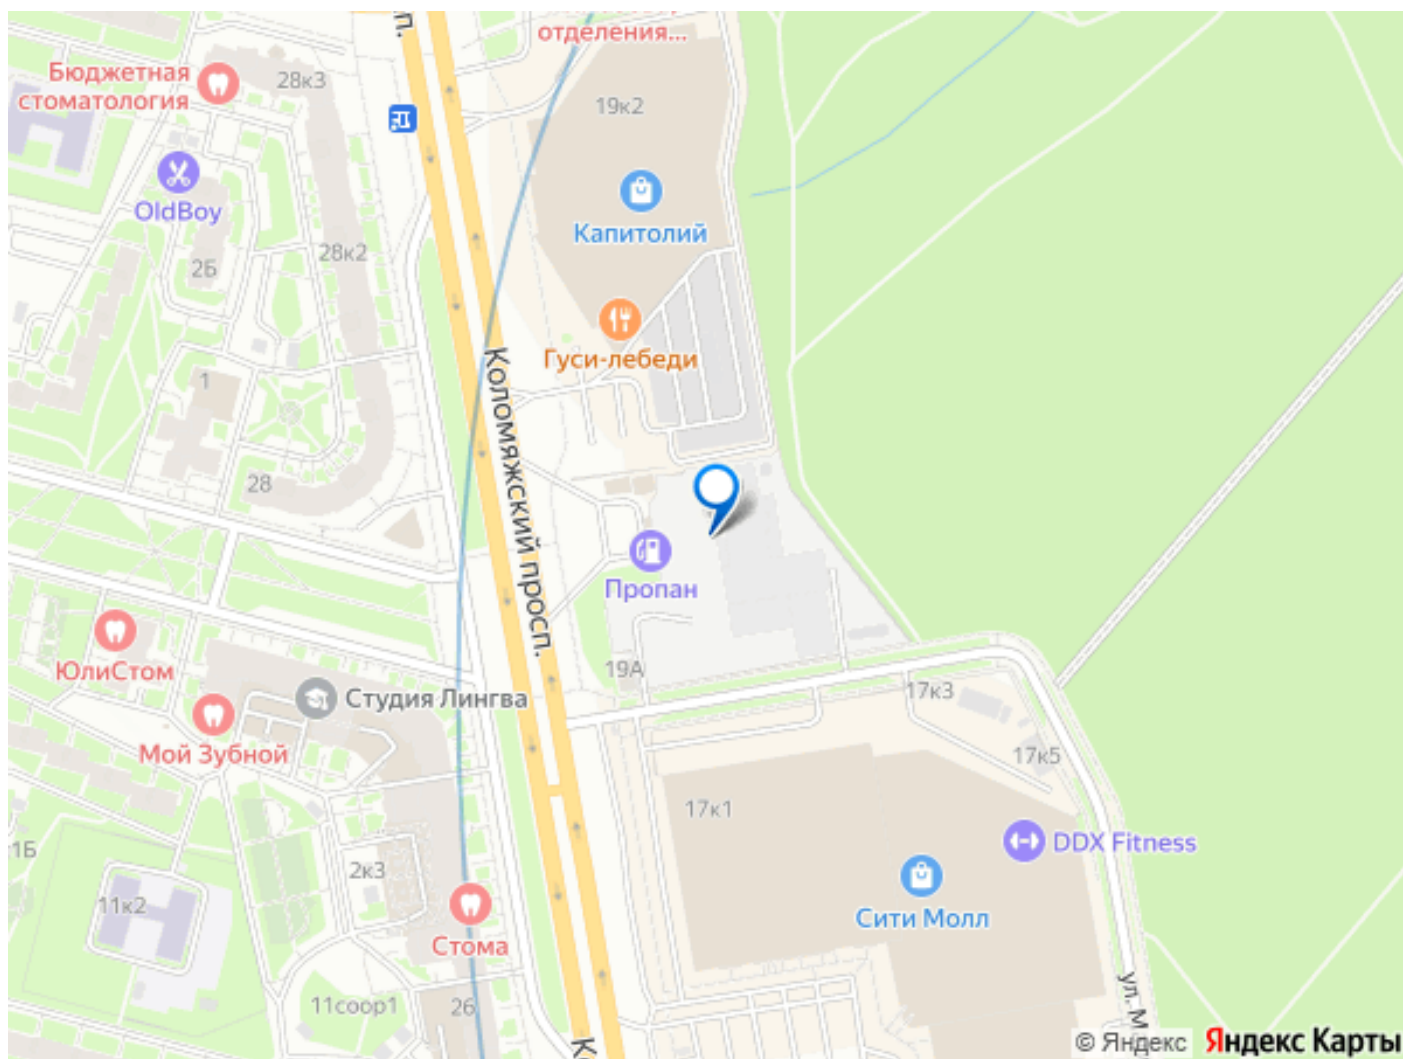 отделения...
Бюджетная
стоматология
28к3
19к2
OldBoy
Капитолий
28к2
2Б
Гуси-лебеди
1
Коломяжский просп.
28
Пропан
ЮлиСтом
19А
Студия Лингва
17к3
Мой Зубной
17к5
17к1
DDX Fitness
1Б
2к3
11к2
Сити Молл
Стома
11соор1
26
ул. М
© Яндекс Яндекс Карты